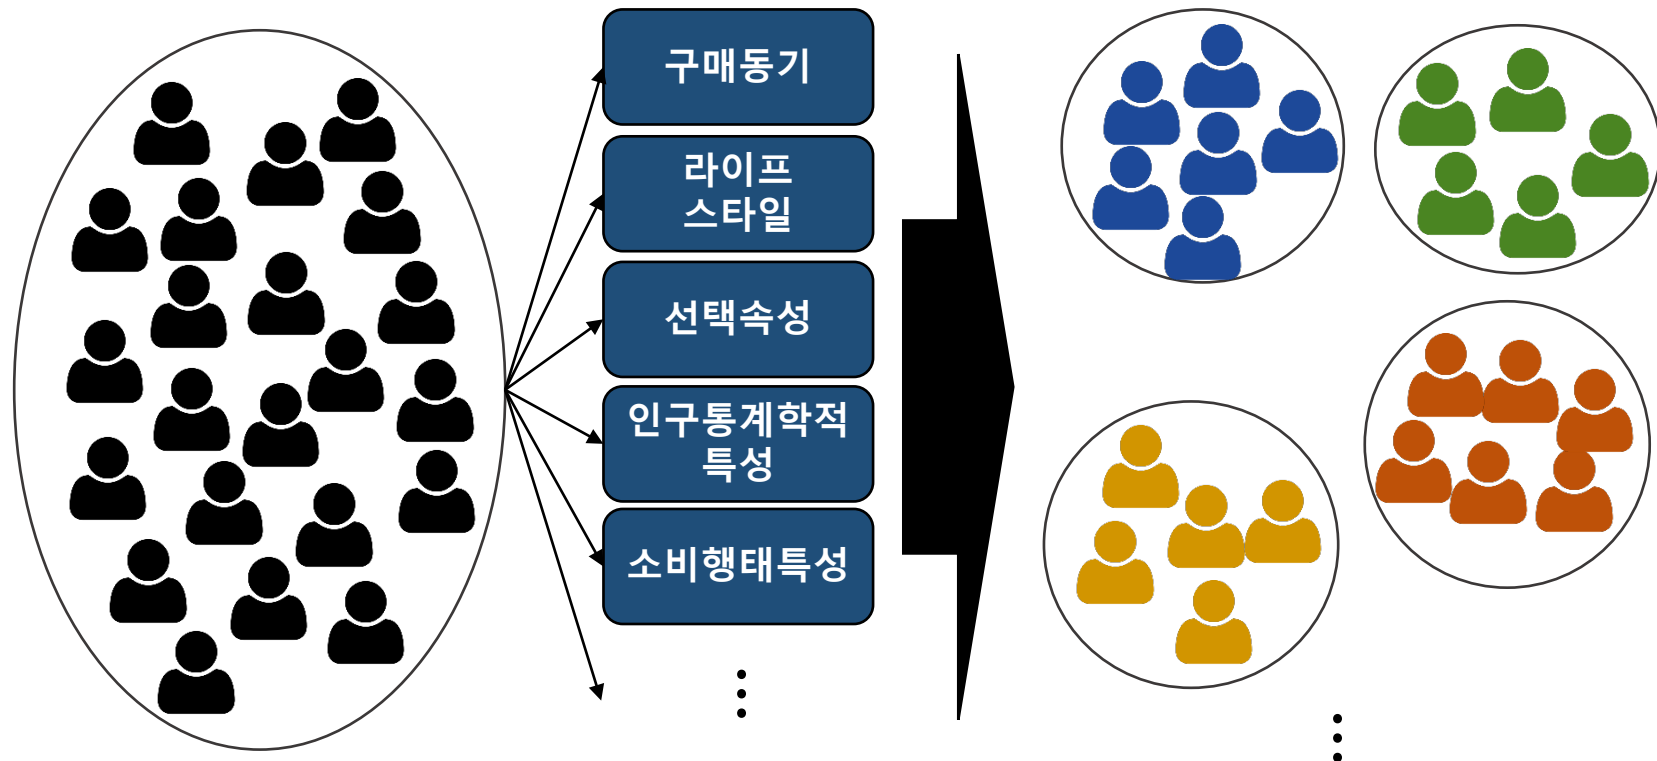 구매동기
라이프
스타일
선택속성
인구통계학적
특성
소비행태특성